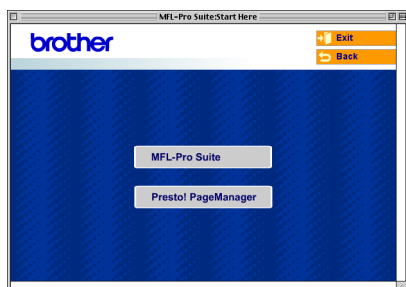 MFL-Pro Suite:Start Here
brother
Exit
Back
MFL-Pro Suite
Presto! PageManager